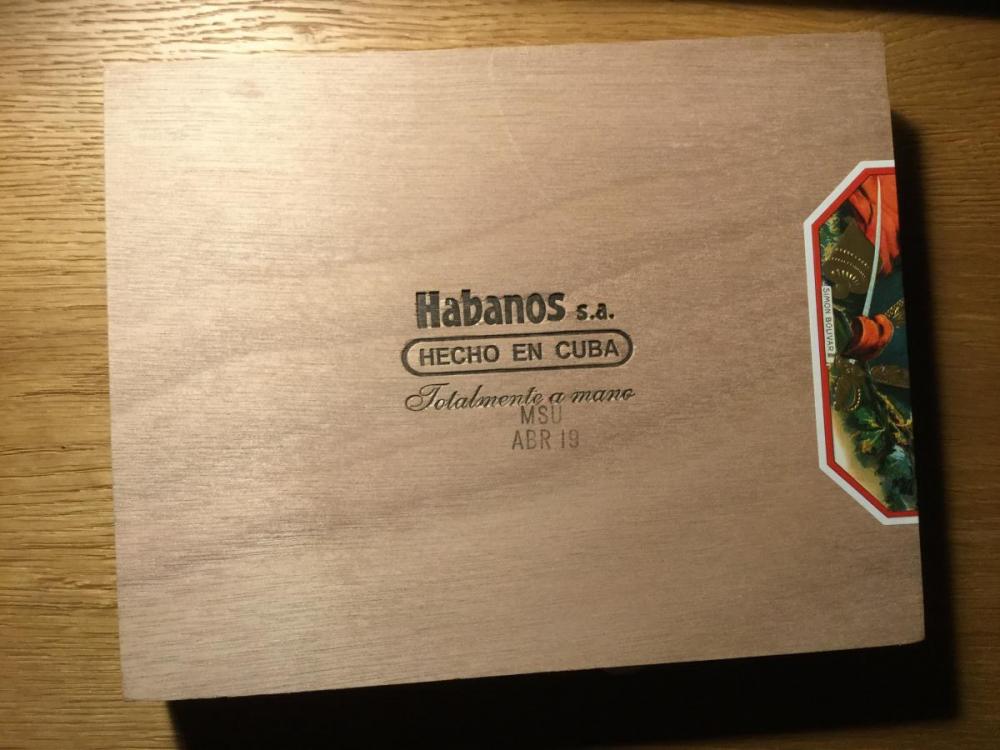 Habanos s.a.
HECHO EN CUBA
Totalmente a mano
MSU
ABR 19
SIMON BOLIVAR